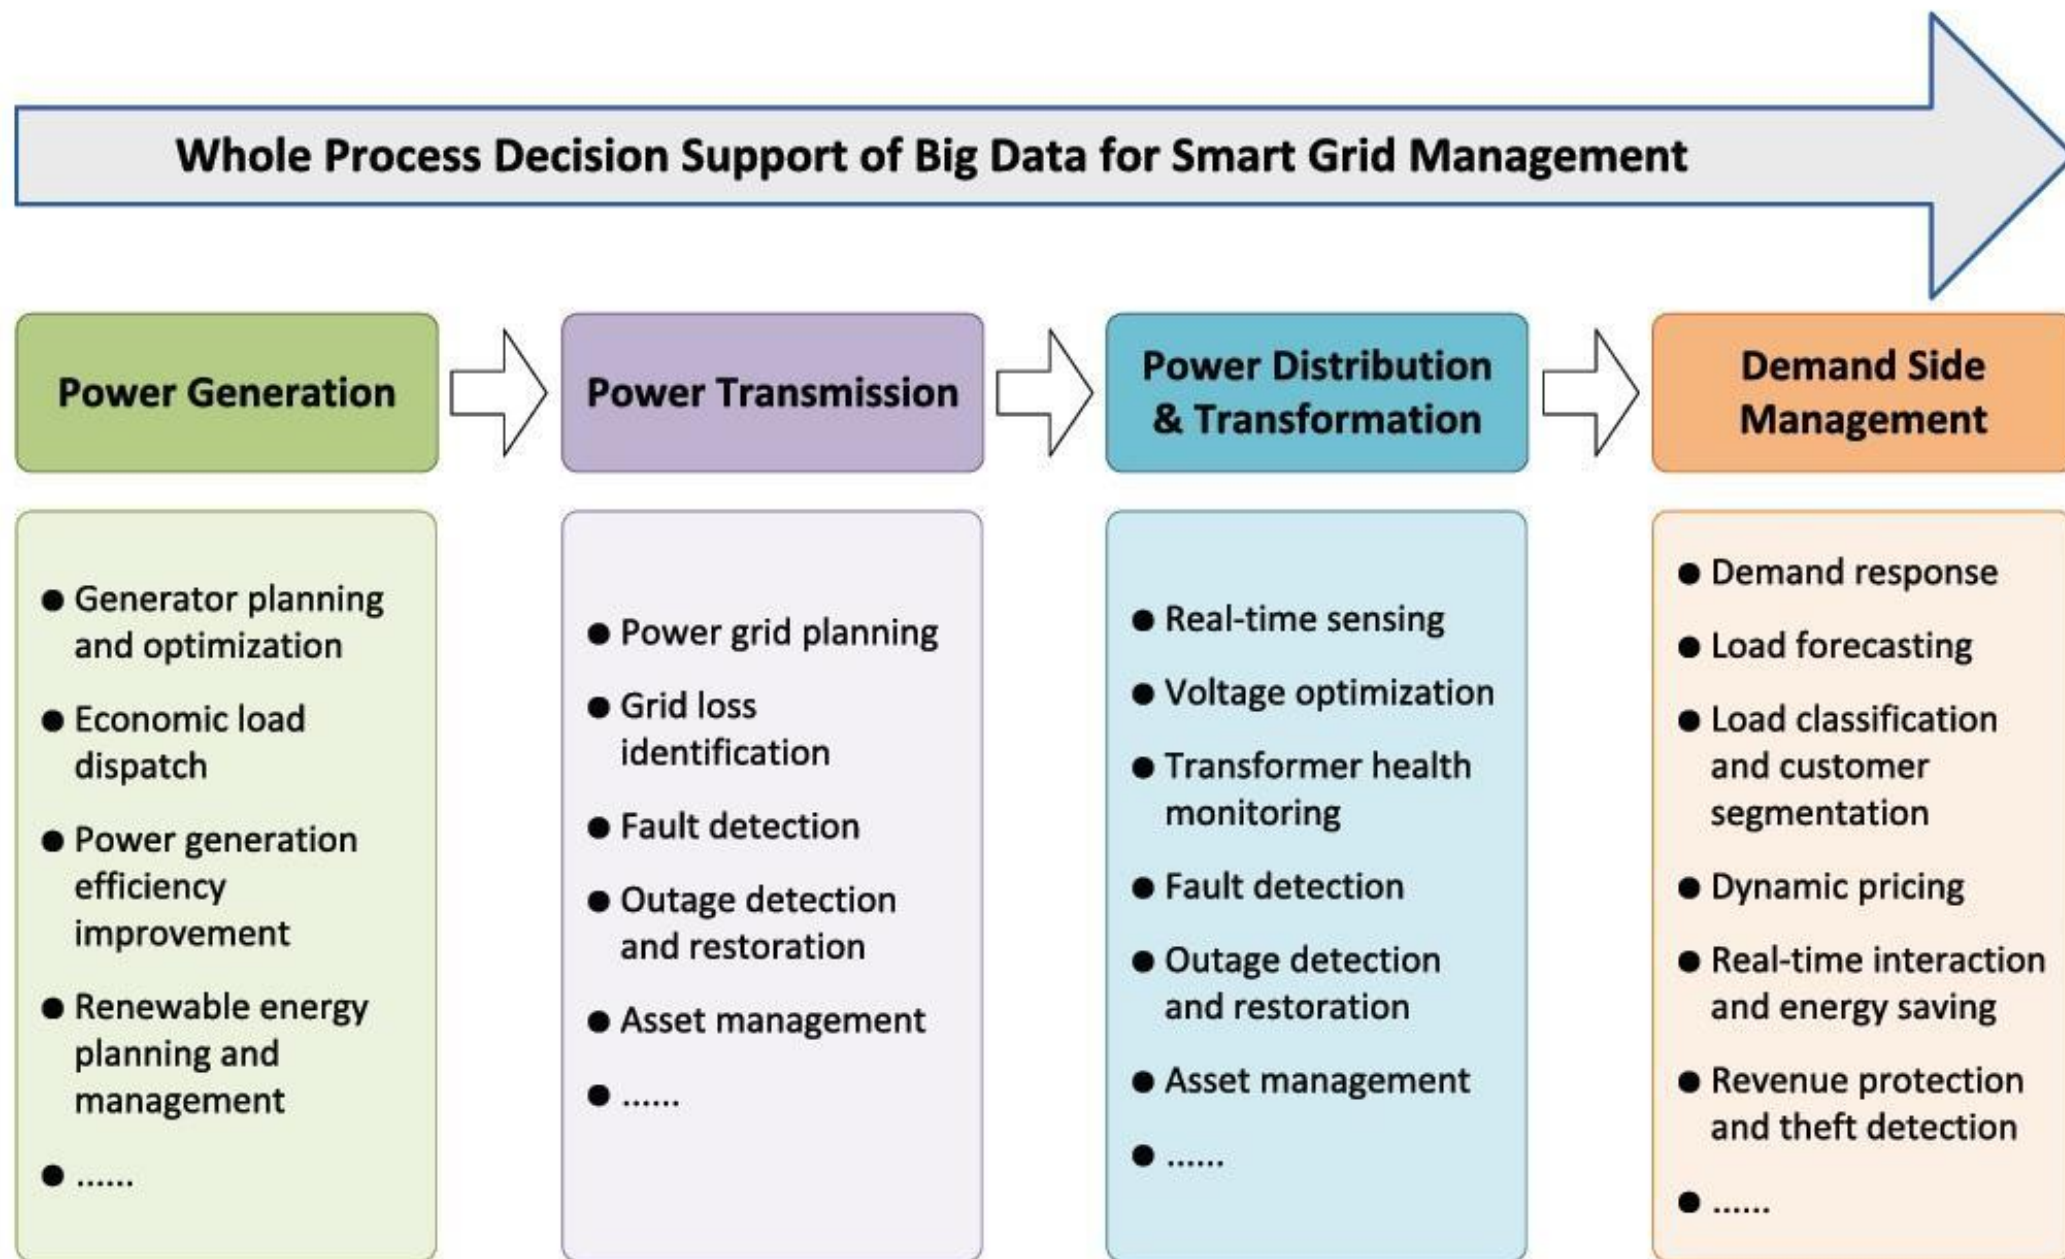 Whole Process Decision Support of Big Data for Smart Grid Management
Power Generation
Power Transmission
Power Distribution
& Transformation
Demand Side
Management
● Generator planning
and optimization
● Economic load
dispatch
● Power generation
efficiency
improvement
● Renewable energy
planning and
management
● ......
● Power grid planning
● Grid loss
identification
● Fault detection
● Outage detection
and restoration
● Asset management
● ......
● Real-time sensing
● Voltage optimization
● Transformer health
monitoring
● Fault detection
● Outage detection
and restoration
● Asset management
● ......
● Demand response
● Load forecasting
● Load classification
and customer
segmentation
● Dynamic pricing
● Real-time interaction
and energy saving
● Revenue protection
and theft detection
● ......